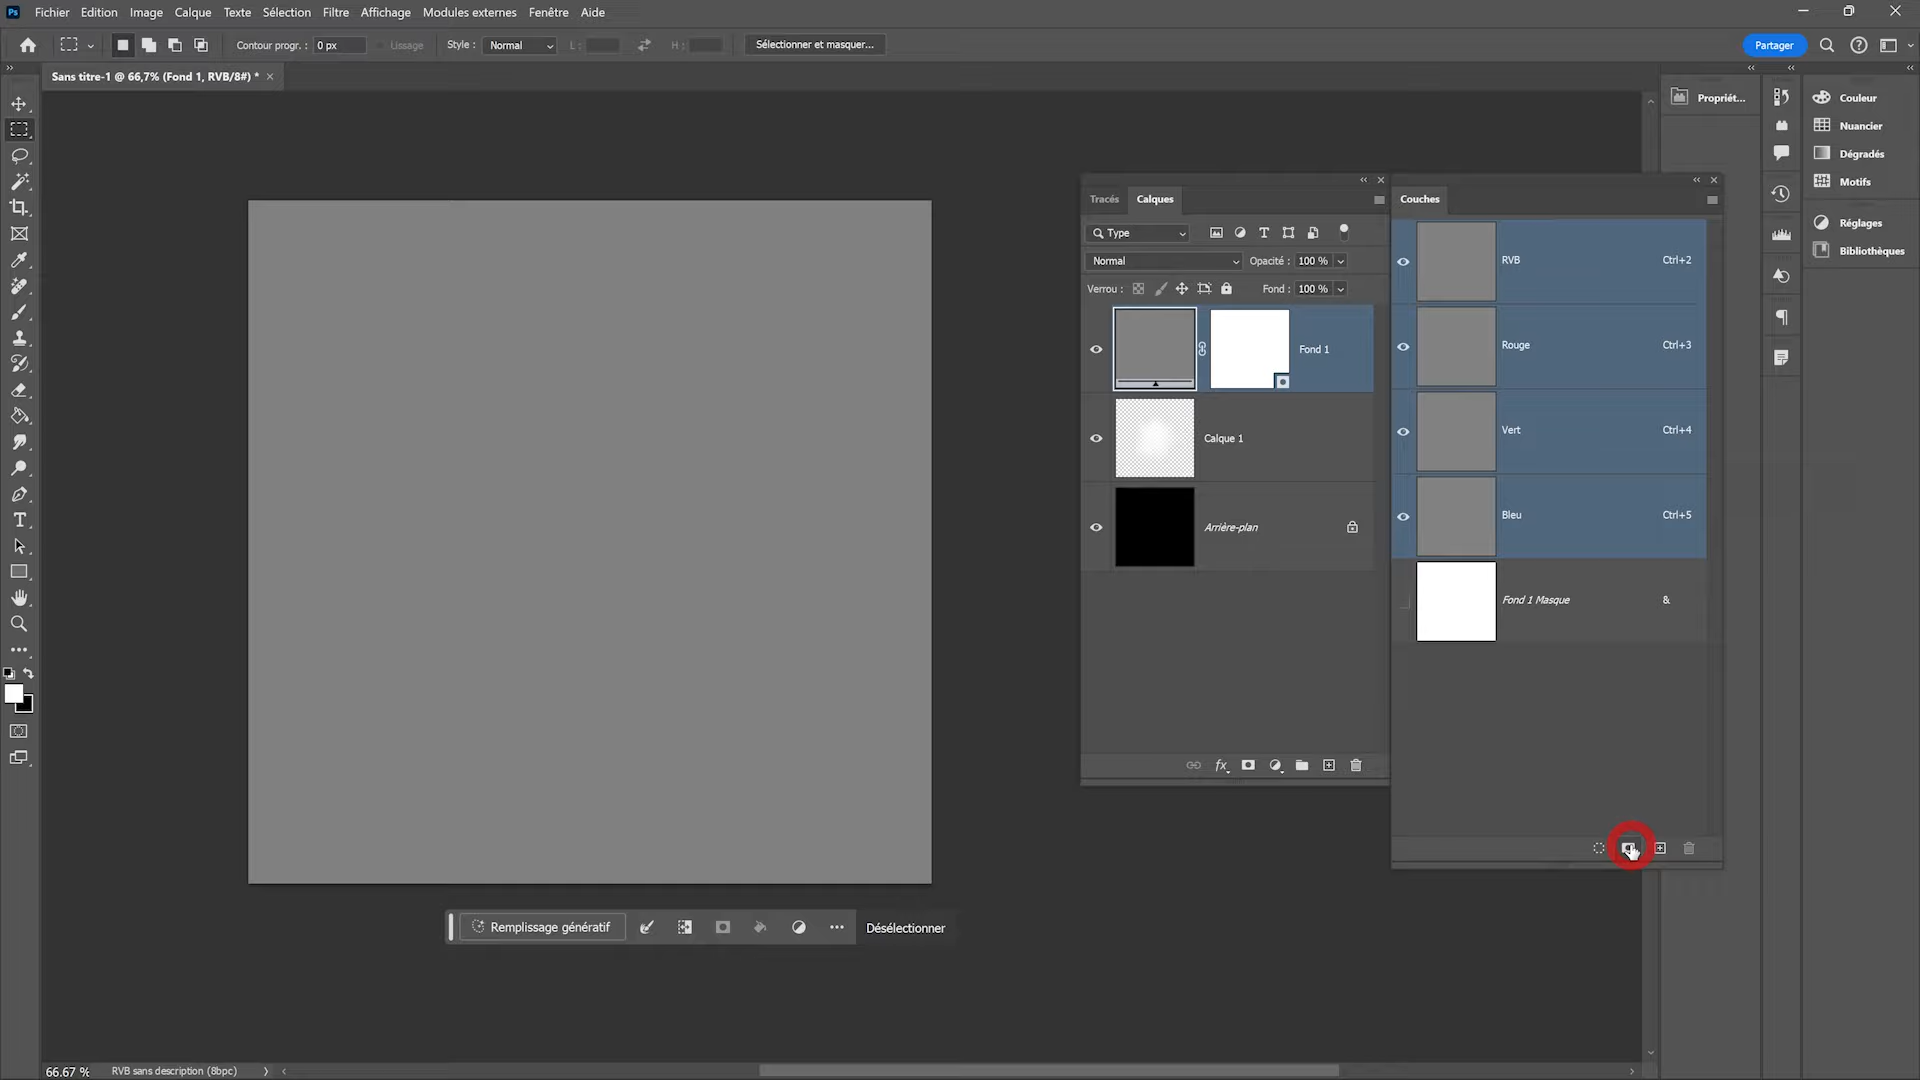 Ps Fichier Edition Image Calque Texte Sélection Filtre Affichage Modules externes Fenêtre Aide
Contour progr. : 0 px Lissage Style : Normal L : H : Sélectionner et masquer... Partager
Sans titre-1 @ 66,7% (Fond 1, RVB/8#) *
Propriét...
Couleur
Nuancier
Dégradés
Motifs
Réglages
Bibliothèques
Tracés Calques
Type
Normal Opacité : 100 %
Verrou : Fond : 100 %
Fond 1
Calque 1
Arrière-plan
fx
Couches
RVB Ctrl+2
Rouge Ctrl+3
Vert Ctrl+4
Bleu Ctrl+5
Fond 1 Masque &
Remplissage génératif Désélectionner
66.67 % RVB sans description (8bpc)